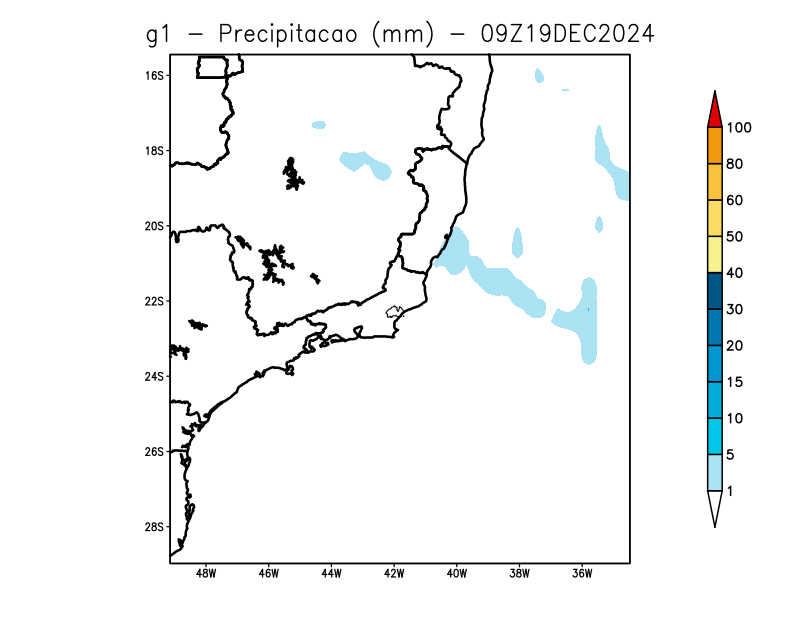 g1 – Precipitacao (mm) – 09Z19DEC2024
16S
18S
20S
22S
24S
26S
28S
48W 46W 44W 42W 40W 38W 36W
100
80
60
50
40
30
20
15
10
5
1